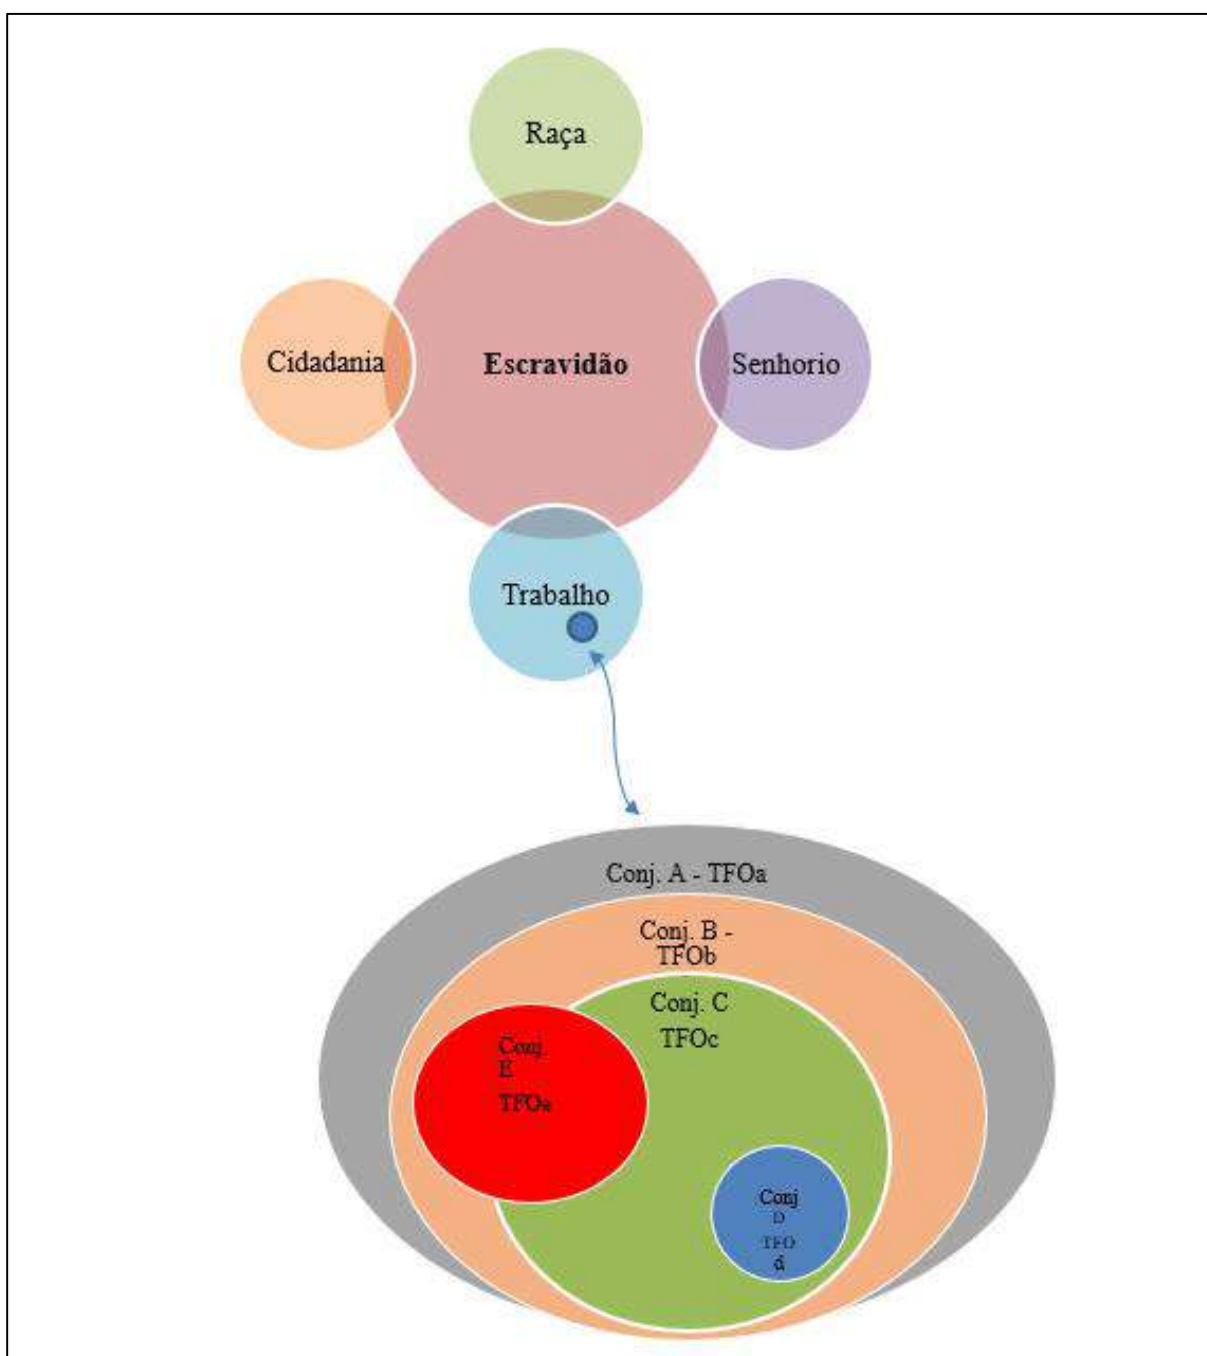 Raça
Cidadania
Escravidão
Senhorio
Trabalho
Conj. A - TFOa
Conj. B -
TFOb
Conj. C
TFOc
Conj.
E
TFOa
Conj
D
TFO
d